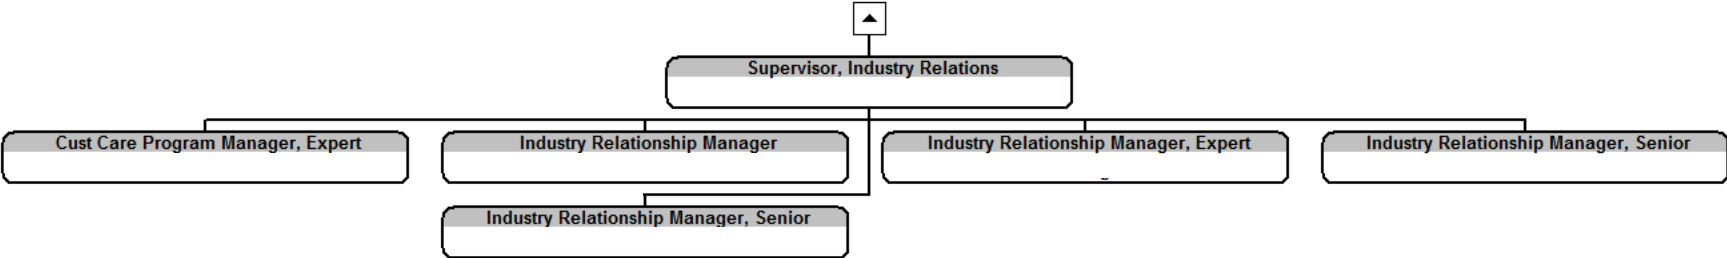 Supervisor, Industry Relations
Cust Care Program Manager, Expert
Industry Relationship Manager
Industry Relationship Manager, Expert
Industry Relationship Manager, Senior
Industry Relationship Manager, Senior